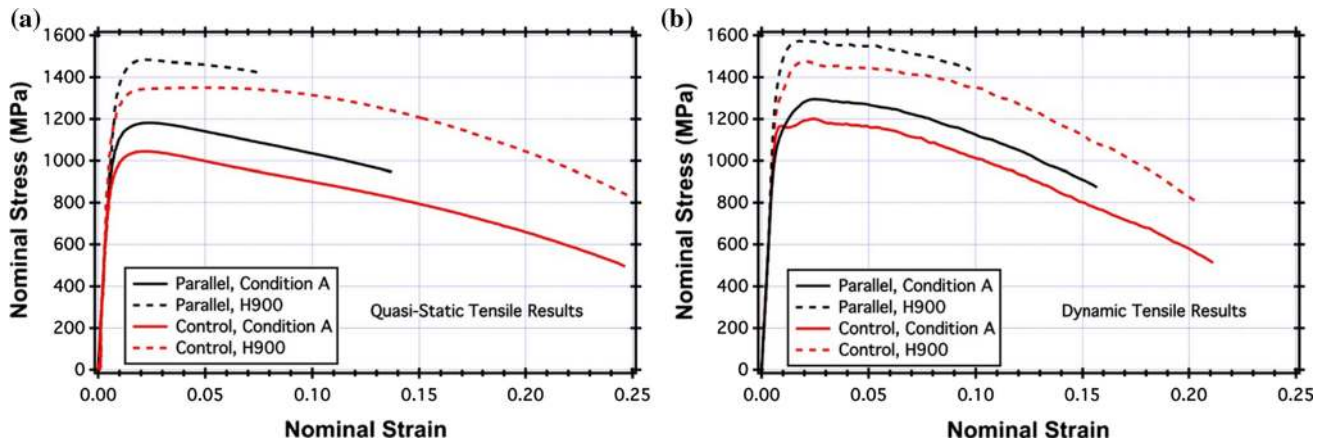 (a)
1600
1400
1200
1000
800
600
400
200
0
Nominal Stress (MPa)
Parallel, Condition A
Parallel, H900
Control, Condition A
Control, H900
Quasi-Static Tensile Results
0.00 0.05 0.10 0.15 0.20 0.25
Nominal Strain
(b)
1600
1400
1200
1000
800
600
400
200
0
Nominal Stress (MPa)
Parallel, Condition A
Parallel, H900
Control, Condition A
Control, H900
Dynamic Tensile Results
0.00 0.05 0.10 0.15 0.20 0.25
Nominal Strain